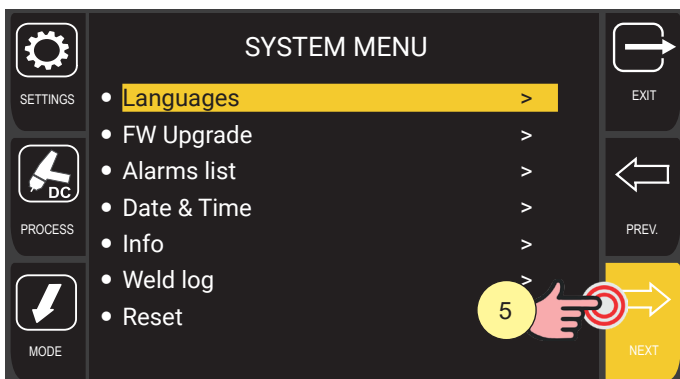 SYSTEM MENU
SETTINGS
DC
PROCESS
MODE
• Languages >
• FW Upgrade >
• Alarms list >
• Date & Time >
• Info >
• Weld log >
• Reset
5
EXIT
PREV.
NEXT